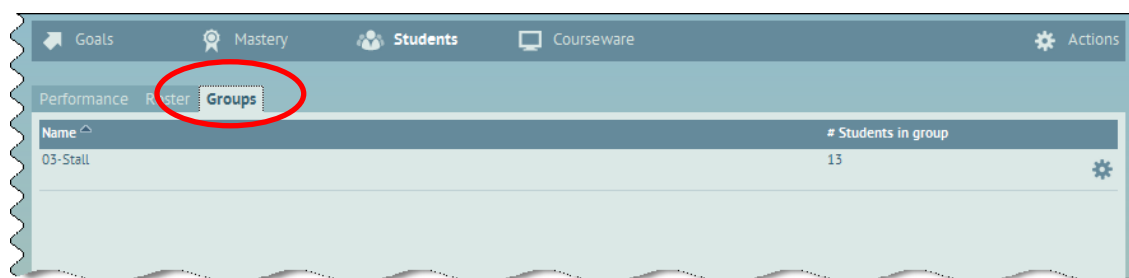 Goals Mastery Students Courseware Actions
Performance Roster Groups
Name # Students in group
03-Stall 13